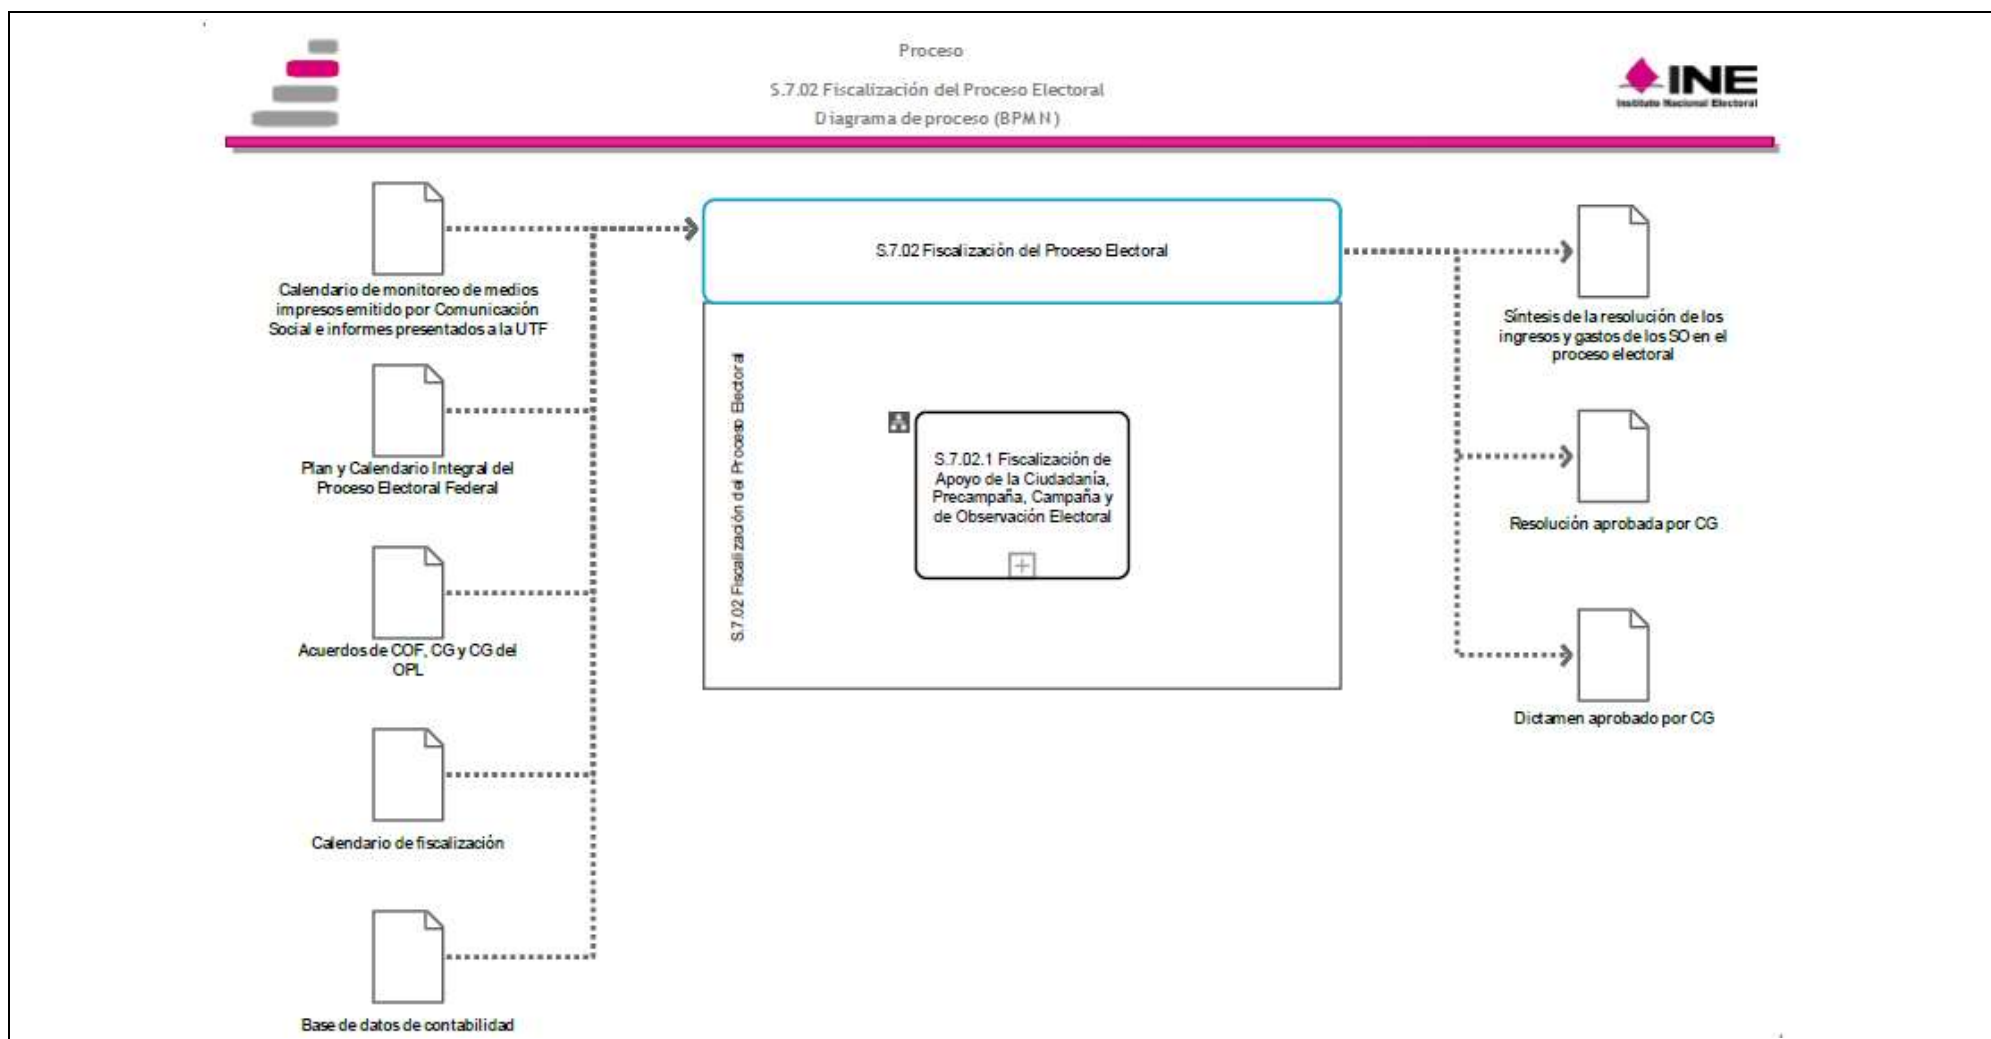 Proceso
S.7.02 Fiscalización del Proceso Electoral
Diagrama de proceso (BPMN)
INE
Instituto Nacional Electoral
Calendario de monitoreo de medios
impresos emitido por Comunicación
Social e informes presentados a la UTF
Plan y Calendario Integral del
Proceso Electoral Federal
Acuerdos de COF, CG y CG del
OPL
Calendario de fiscalización
Base de datos de contabilidad
S.7.02 Fiscalización del Proceso Electoral
S.7.02 Fiscalización del Proceso Electoral
S.7.02.1 Fiscalización de
Apoyo de la Ciudadanía,
Precampaña, Campaña y
de Observación Electoral
Síntesis de la resolución de los
ingresos y gastos de los SO en el
proceso electoral
Resolución aprobada por CG
Dictamen aprobado por CG